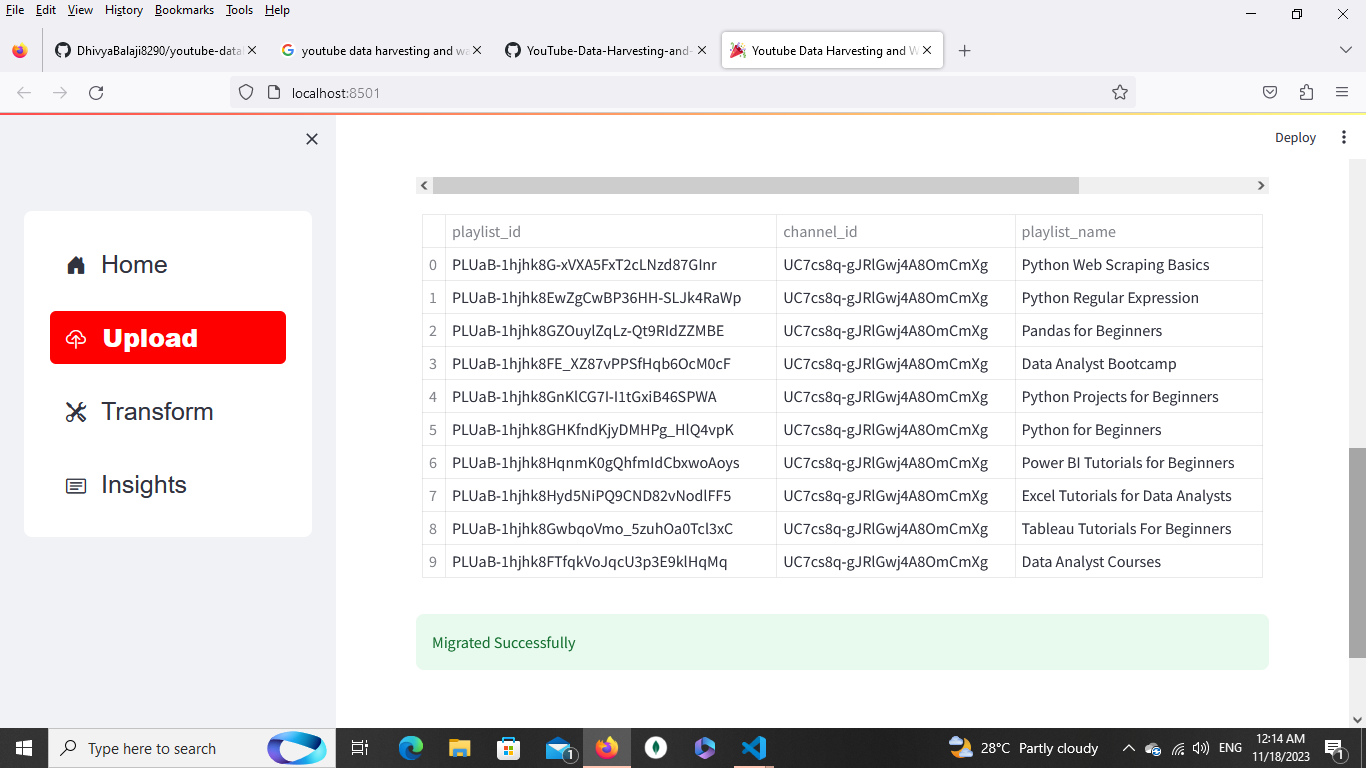 File Edit View History Bookmarks Tools Help
DhivyaBalaji8290/youtube-data
youtube data harvesting and wa
YouTube-Data-Harvesting-and-
Youtube Data Harvesting and W
localhost:8501
Deploy
Home
Upload
Transform
Insights
playlist_id channel_id playlist_name
0 PLUaB-1hjhk8G-xVXA5FxT2cLNzd87GInr UC7cs8q-gJRlGwj4A8OmCmXg Python Web Scraping Basics
1 PLUaB-1hjhk8EwZgCwBP36HH-SLJk4RaWp UC7cs8q-gJRlGwj4A8OmCmXg Python Regular Expression
2 PLUaB-1hjhk8GZOuylZqLz-Qt9RIdZZMBE UC7cs8q-gJRlGwj4A8OmCmXg Pandas for Beginners
3 PLUaB-1hjhk8FE_XZ87vPPSfHqb6OcM0cF UC7cs8q-gJRlGwj4A8OmCmXg Data Analyst Bootcamp
4 PLUaB-1hjhk8GnKlCG7I-I1tGxiB46SPWA UC7cs8q-gJRlGwj4A8OmCmXg Python Projects for Beginners
5 PLUaB-1hjhk8GHKfndKjyDMHPg_HlQ4vpK UC7cs8q-gJRlGwj4A8OmCmXg Python for Beginners
6 PLUaB-1hjhk8HqnmK0gQhfmIdCbxwoAoys UC7cs8q-gJRlGwj4A8OmCmXg Power BI Tutorials for Beginners
7 PLUaB-1hjhk8Hyd5NiPQ9CND82vNodlFF5 UC7cs8q-gJRlGwj4A8OmCmXg Excel Tutorials for Data Analysts
8 PLUaB-1hjhk8GwbqoVmo_5zuhOa0Tcl3xC UC7cs8q-gJRlGwj4A8OmCmXg Tableau Tutorials For Beginners
9 PLUaB-1hjhk8FTfqkVoJqcU3p3E9klHqMq UC7cs8q-gJRlGwj4A8OmCmXg Data Analyst Courses
Migrated Successfully
Type here to search
1
28°C Partly cloudy
ENG
12:14 AM
11/18/2023
1